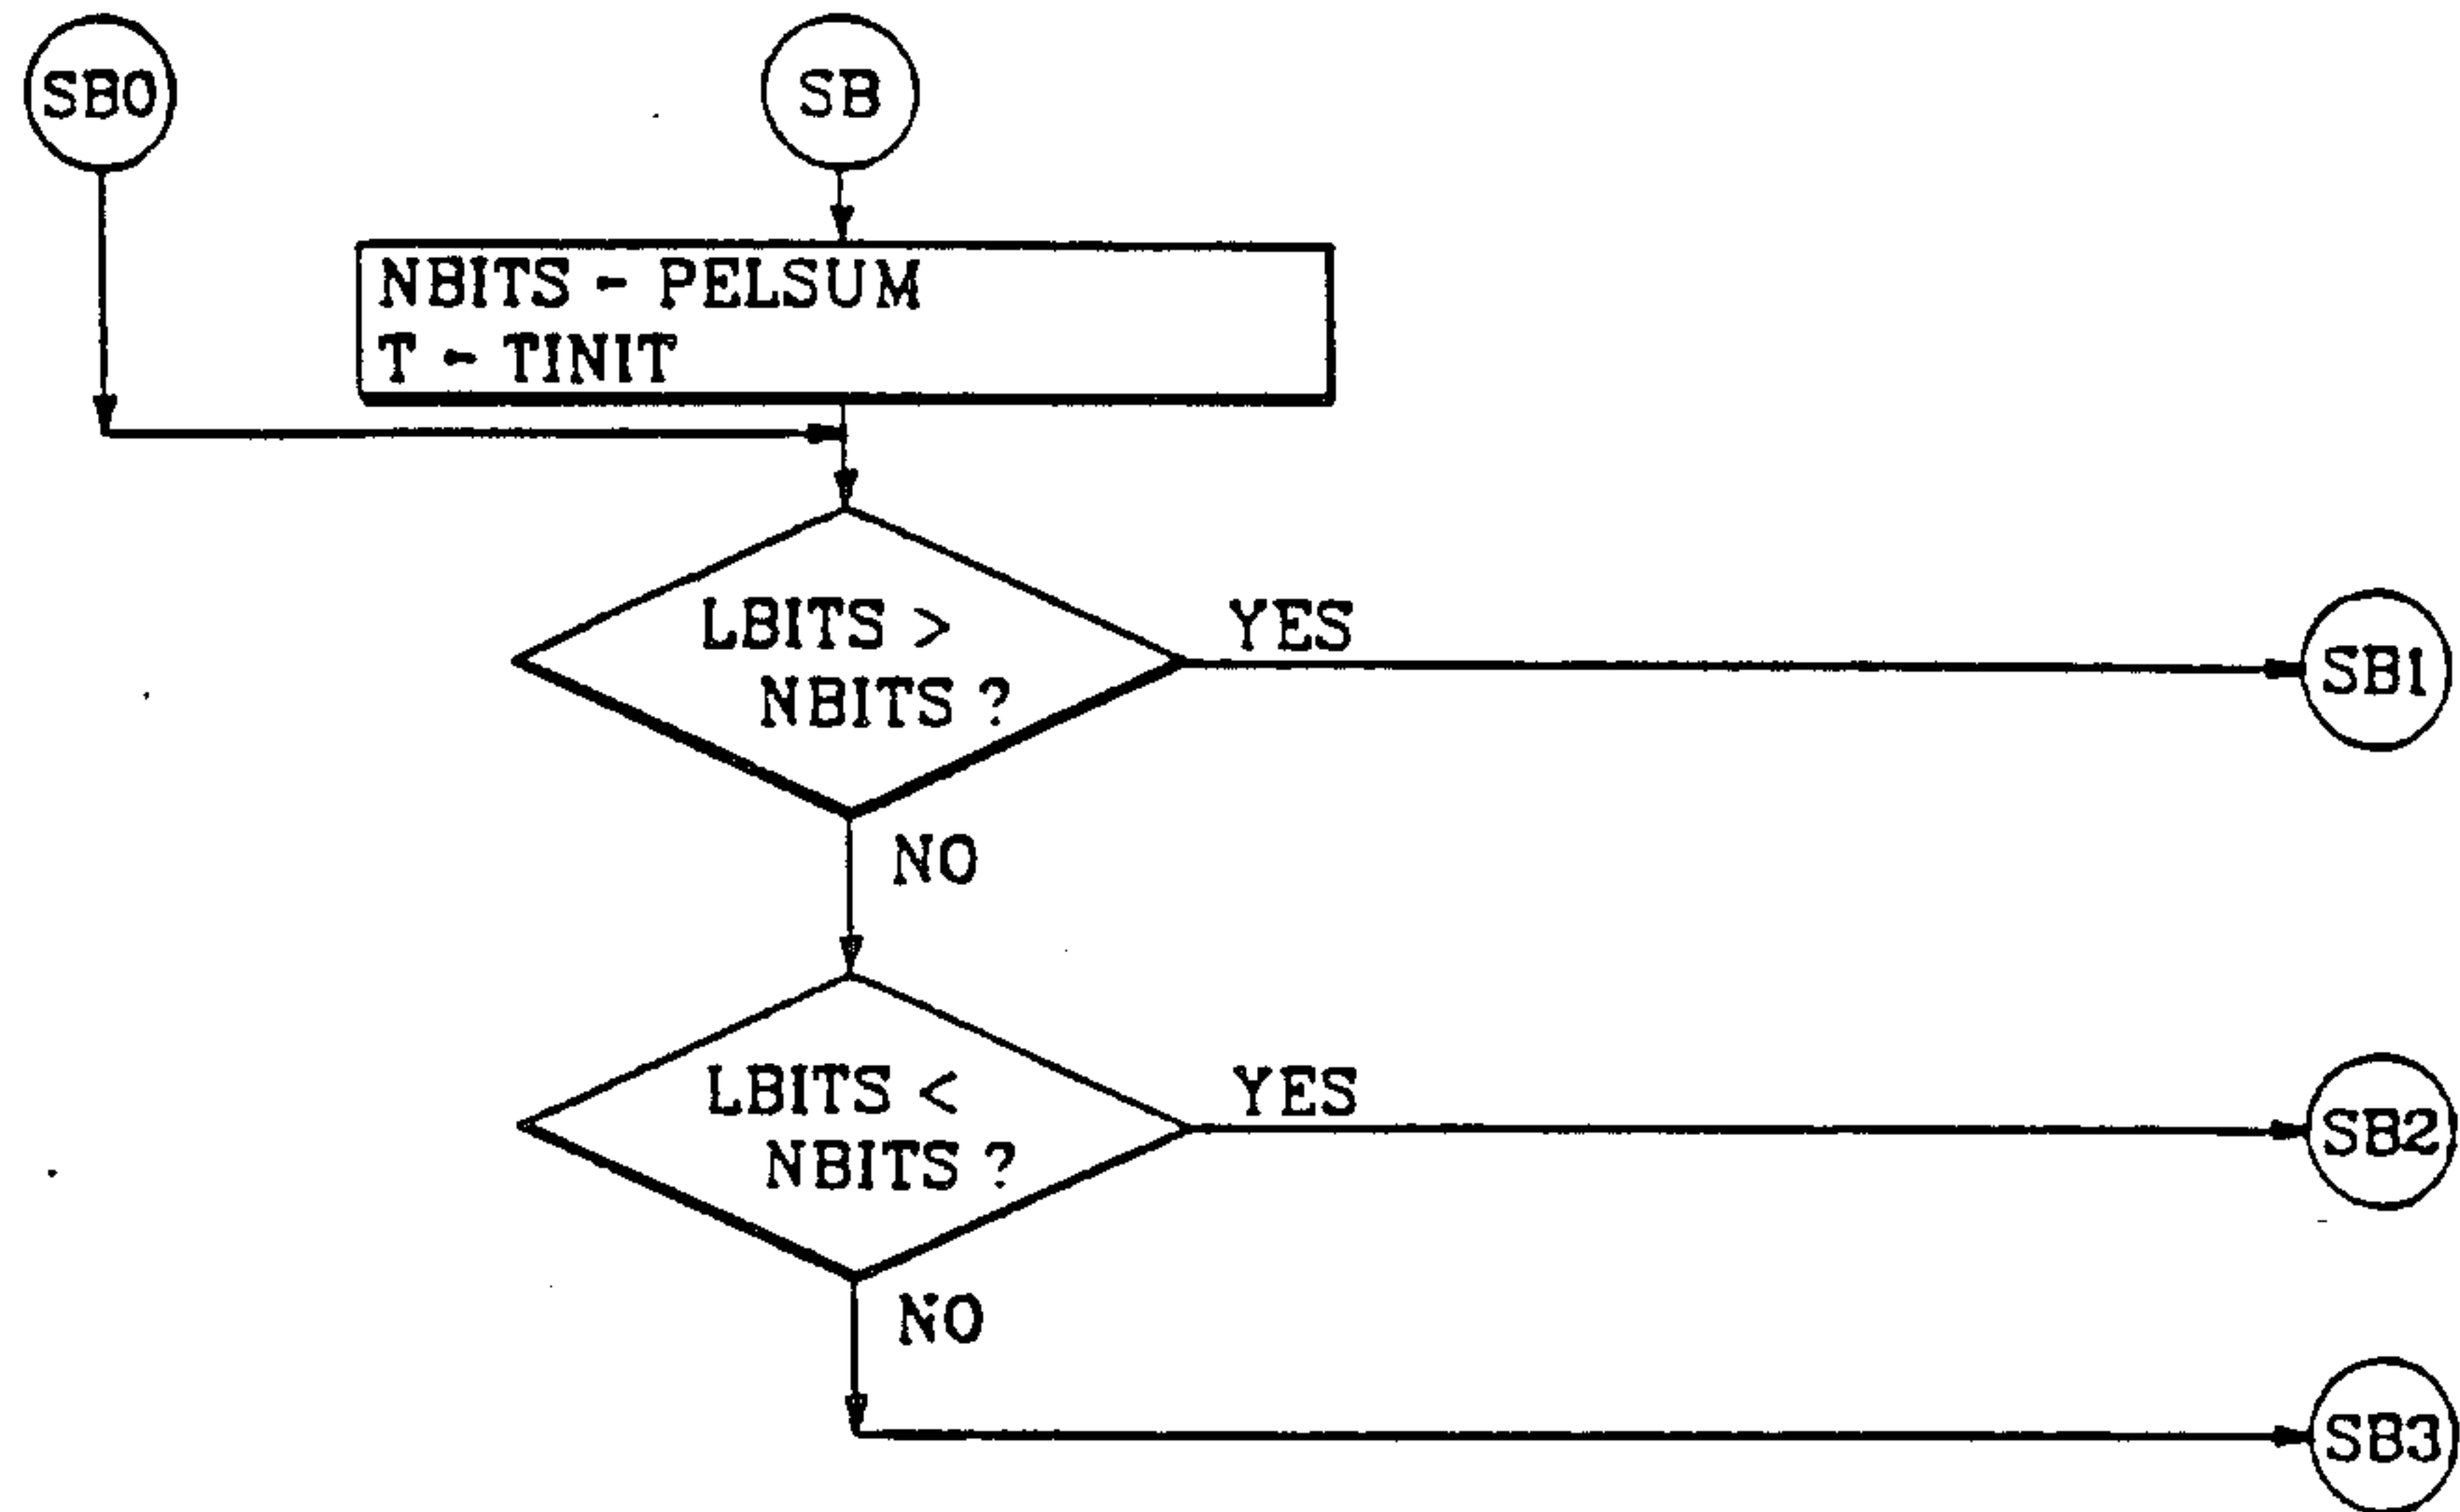 SB0
SB
NBITS - PELSUM
T - TINIT
LBITS >
NBITS ?
YES
SB1
NO
LBITS <
NBITS ?
YES
SB2
NO
SB3